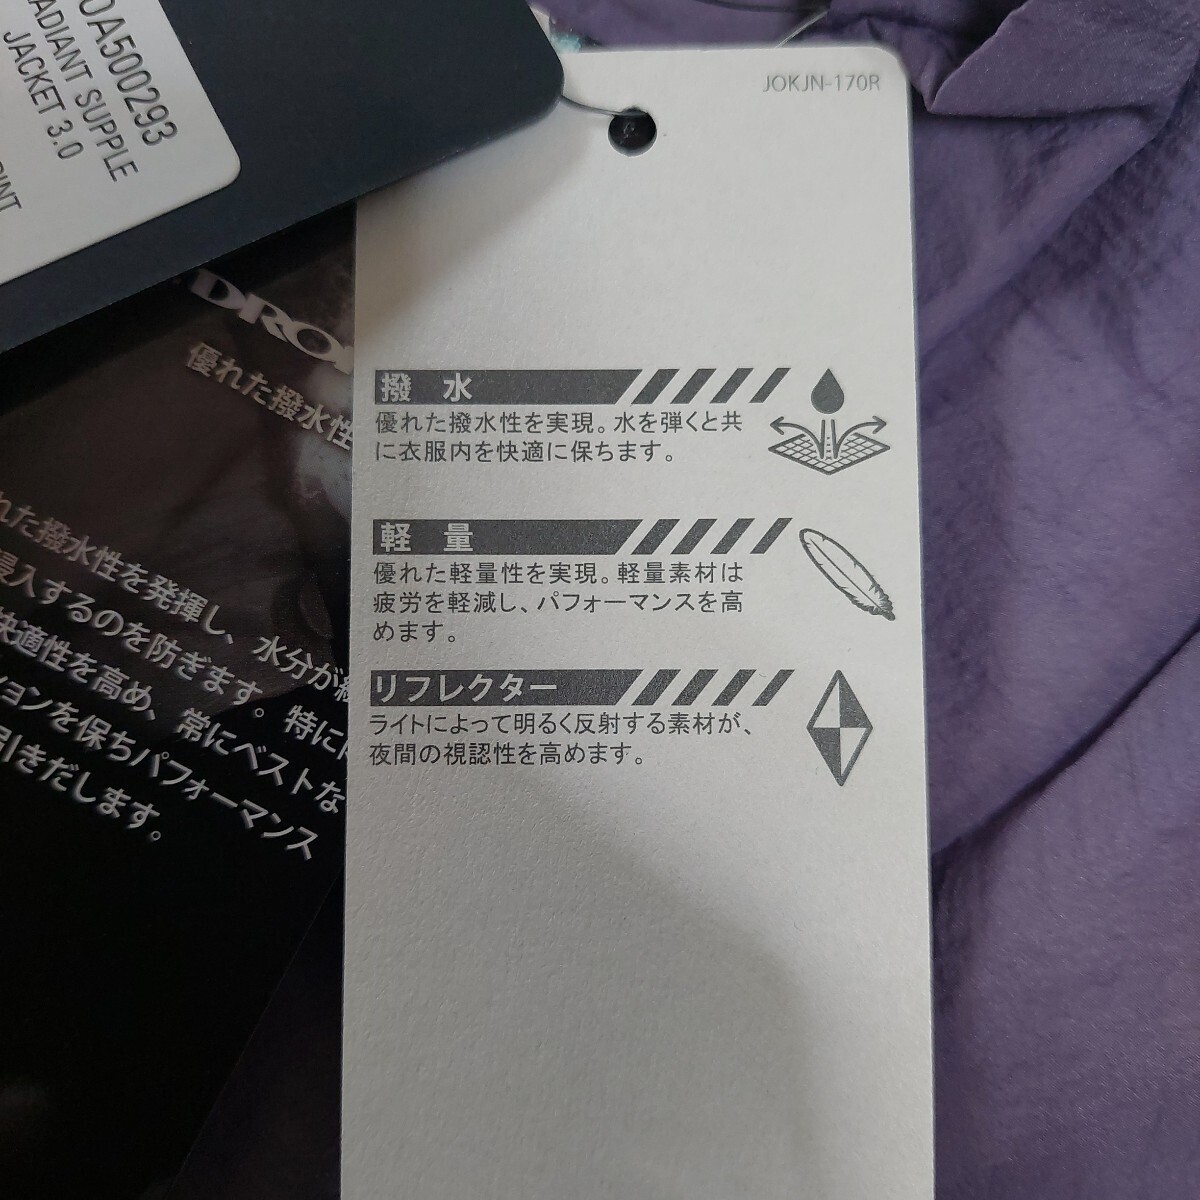 0A500293
ADIANT SUPPLE
JACKET 3.0
PRINT
JOKJN-170R
撥 水
優れた撥水性を実現。水を弾くと共
に衣服内を快適に保ちます。
軽 量
優れた軽量性を実現。軽量素材は
疲労を軽減し、パフォーマンスを高
めます。
リフレクター
ライトによって明るく反射する素材が、
夜間の視認性を高めます。
DRO
優れた撥水性
れた撥水性を発揮し、水分が
浸入するのを防ぎます。特に
快適性を高め、常にベストな
ションを保ちパフォーマンス
引きだします。